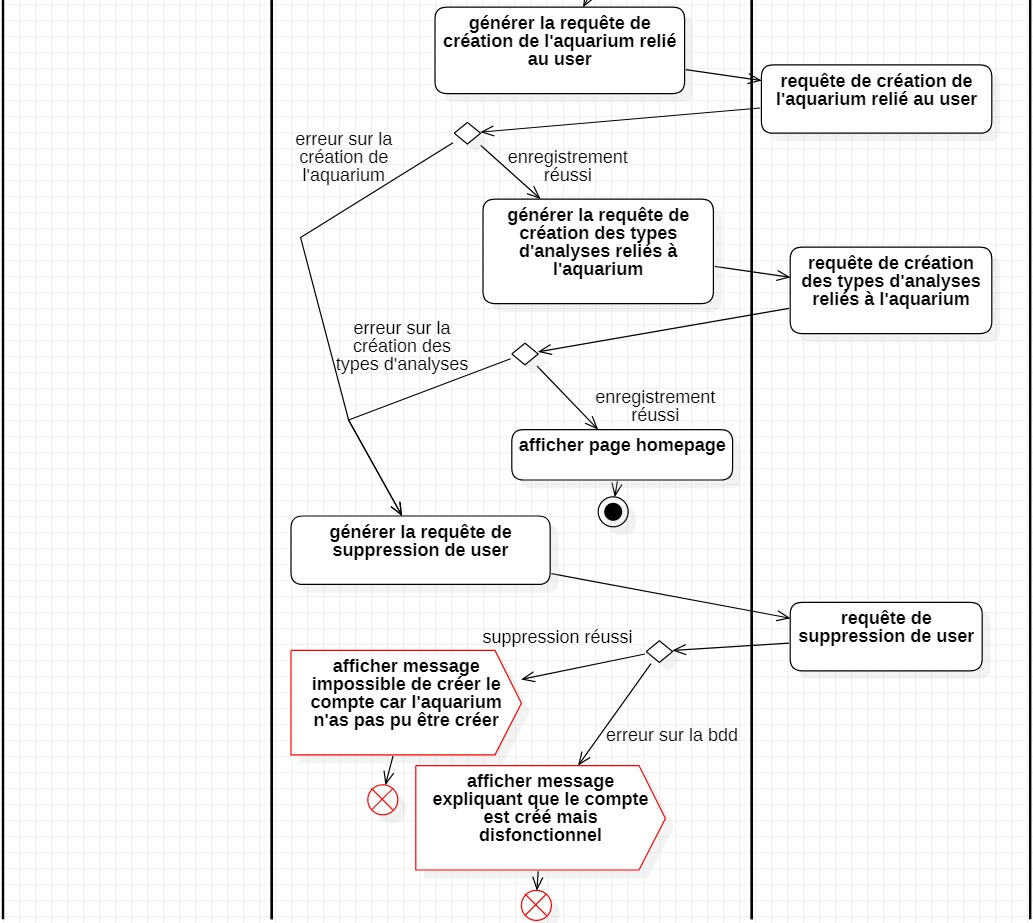 générer la requête de
création de l'aquarium relié
au user
requête de création de
l'aquarium relié au user
erreur sur la
création de
l'aquarium
enregistrement
réussi
générer la requête de
création des types
d'analyses reliés à
l'aquarium
requête de création
des types d'analyses
reliés à l'aquarium
erreur sur la
création des
types d'analyses
enregistrement
réussi
afficher page homepage
générer la requête de
suppression de user
requête de
suppression de user
suppression réussi
afficher message
impossible de créer le
compte car l'aquarium
n'as pas pu être créer
erreur sur la bdd
afficher message
expliquant que le compte
est créé mais
disfonctionnel